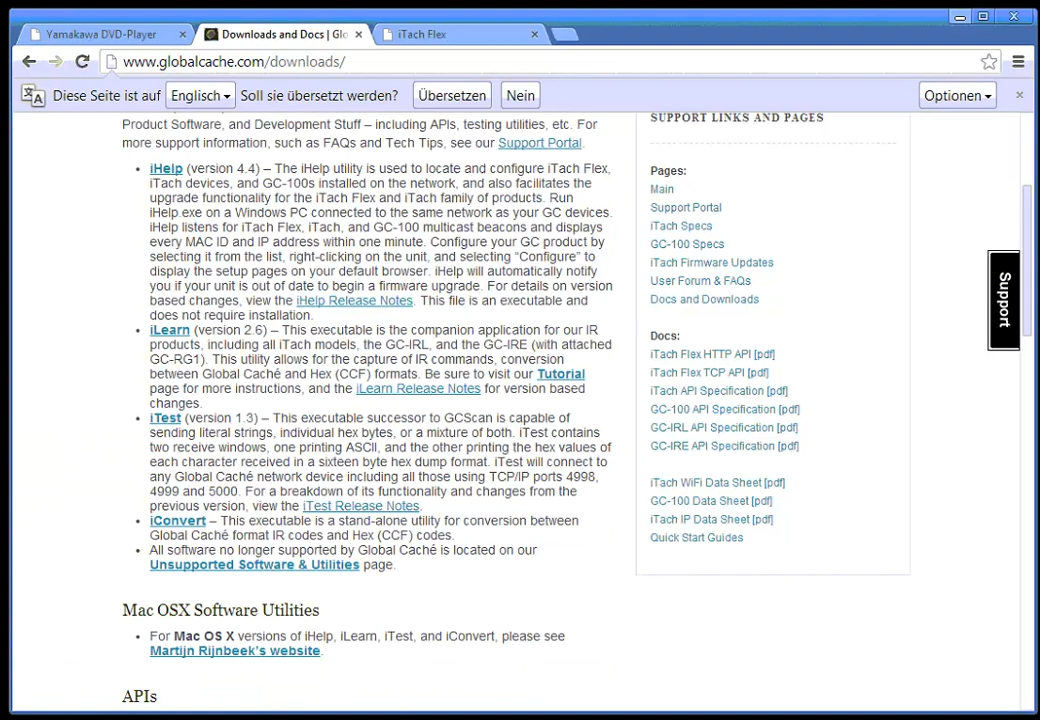 Yamakawa DVD-Player
Downloads and Docs | Glo
iTach Flex
www.globalcache.com/downloads/
Diese Seite ist auf Englisch Soll sie übersetzt werden? Übersetzen Nein Optionen
Product Software, and Development Stuff – including APIs, testing utilities, etc. For
more support information, such as FAQs and Tech Tips, see our Support Portal.
iHelp (version 4.4) – The iHelp utility is used to locate and configure iTach Flex,
iTach devices, and GC-100s installed on the network, and also facilitates the
upgrade functionality for the iTach Flex and iTach family of products. Run
iHelp.exe on a Windows PC connected to the same network as your GC devices.
iHelp listens for iTach Flex, iTach, and GC-100 multicast beacons and displays
every MAC ID and IP address within one minute. Configure your GC product by
selecting it from the list, right-clicking on the unit, and selecting “Configure” to
display the setup pages on your default browser. iHelp will automatically notify
you if your unit is out of date to begin a firmware upgrade. For details on version
based changes, view the iHelp Release Notes. This file is an executable and
does not require installation.
iLearn (version 2.6) – This executable is the companion application for our IR
products, including all iTach models, the GC-IRL, and the GC-IRE (with attached
GC-RG1). This utility allows for the capture of IR commands, conversion
between Global Caché and Hex (CCF) formats. Be sure to visit our Tutorial
page for more instructions, and the iLearn Release Notes for version based
changes.
iTest (version 1.3) – This executable successor to GCScan is capable of
sending literal strings, individual hex bytes, or a mixture of both. iTest contains
two receive windows, one printing ASCII, and the other printing the hex values of
each character received in a sixteen byte hex dump format. iTest will connect to
any Global Caché network device including all those using TCP/IP ports 4998,
4999 and 5000. For a breakdown of its functionality and changes from the
previous version, view the iTest Release Notes.
iConvert – This executable is a stand-alone utility for conversion between
Global Caché format IR codes and Hex (CCF) codes.
All software no longer supported by Global Caché is located on our
Unsupported Software & Utilities page.
Mac OSX Software Utilities
For Mac OS X versions of iHelp, iLearn, iTest, and iConvert, please see
Martijn Rijnbeek's website.
APIs
SUPPORT LINKS AND PAGES
Pages:
Main
Support Portal
iTach Specs
GC-100 Specs
iTach Firmware Updates
User Forum & FAQs
Docs and Downloads
Docs:
iTach Flex HTTP API [pdf]
iTach Flex TCP API [pdf]
iTach API Specification [pdf]
GC-100 API Specification [pdf]
GC-IRL API Specification [pdf]
GC-IRE API Specification [pdf]
iTach WiFi Data Sheet [pdf]
GC-100 Data Sheet [pdf]
iTach IP Data Sheet [pdf]
Quick Start Guides
Support